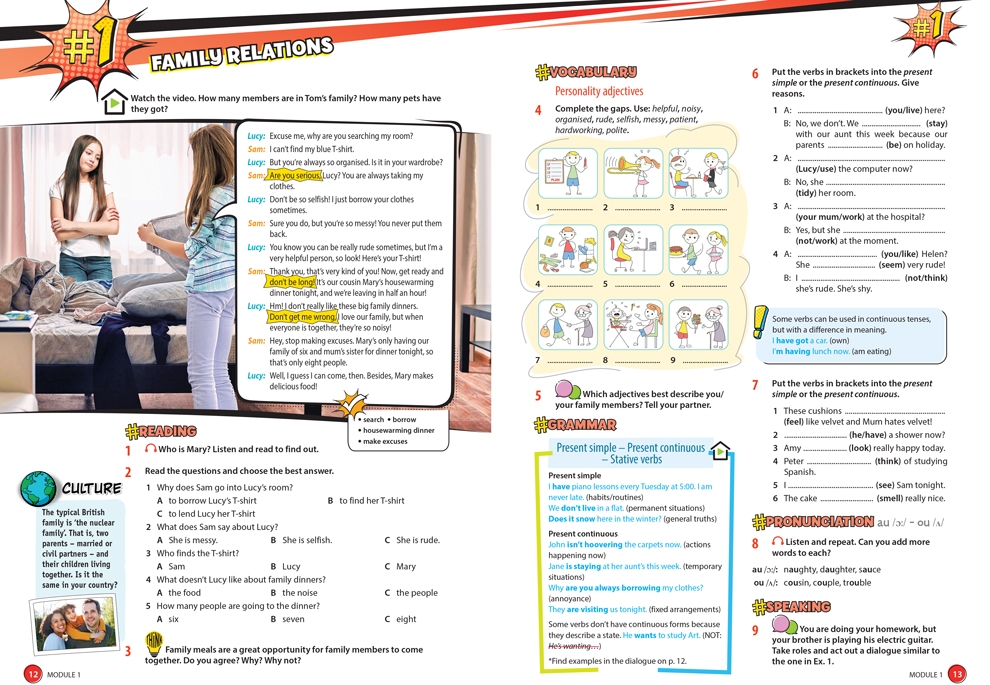 #1
FAMILY RELATIONS
Watch the video. How many members are in Tom's family? How many pets have
they got?
Lucy: Excuse me, why are you searching my room?
Sam: I can't find my blue T-shirt.
Lucy: But you're always so organised. Is it in your wardrobe?
Sam: Are you serious, Lucy? You are always taking my
clothes.
Lucy: Don't be so selfish! I just borrow your clothes
sometimes.
Sam: Sure you do, but you're so messy! You never put them
back.
Lucy: You know you can be really rude sometimes, but I'm a
very helpful person, so look! Here's your T-shirt!
Sam: Thank you, that's very kind of you! Now, get ready and
don't be long! It's our cousin Mary's housewarming
dinner tonight, and we're leaving in half an hour!
Lucy: Hm! I don't really like these big family dinners.
Don't get me wrong, I love our family, but when
everyone is together, they're so noisy!
Sam: Hey, stop making excuses. Mary's only having our
family of six and mum's sister for dinner tonight, so
that's only eight people.
Lucy: Well, I guess I can come, then. Besides, Mary makes
delicious food!
• search • borrow
• housewarming dinner
• make excuses
#READING
1 Who is Mary? Listen and read to find out.
2 Read the questions and choose the best answer.
1 Why does Sam go into Lucy's room?
A to borrow Lucy's T-shirt B to find her T-shirt
C to lend Lucy her T-shirt
2 What does Sam say about Lucy?
A She is messy. B She is selfish. C She is rude.
3 Who finds the T-shirt?
A Sam B Lucy C Mary
4 What doesn't Lucy like about family dinners?
A the food B the noise C the people
5 How many people are going to the dinner?
A six B seven C eight
THINK
3 Family meals are a great opportunity for family members to come
together. Do you agree? Why? Why not?
CULTURE
The typical British
family is 'the nuclear
family'. That is, two
parents – married or
civil partners – and
their children living
together. Is it the
same in your country?
12 MODULE 1
#VOCABULARY
Personality adjectives
4 Complete the gaps. Use: helpful, noisy,
organised, rude, selfish, messy, patient,
hardworking, polite.
1 .................... 2 .................... 3 ....................
4 .................... 5 .................... 6 ....................
7 .................... 8 .................... 9 ....................
5 Which adjectives best describe you/
your family members? Tell your partner.
#GRAMMAR
Present simple – Present continuous
– Stative verbs
Present simple
I have piano lessons every Tuesday at 5:00. I am
never late. (habits/routines)
We don't live in a flat. (permanent situations)
Does it snow here in the winter? (general truths)
Present continuous
John isn't hoovering the carpets now. (actions
happening now)
Jane is staying at her aunt's this week. (temporary
situations)
Why are you always borrowing my clothes?
(annoyance)
They are visiting us tonight. (fixed arrangements)
Some verbs don't have continuous forms because
they describe a state. He wants to study Art. (NOT:
He's wanting…)
*Find examples in the dialogue on p. 12.
#1
6 Put the verbs in brackets into the present
simple or the present continuous. Give
reasons.
1 A: .................... (you/live) here?
B: No, we don't. We .................... (stay)
with our aunt this week because our
parents .................... (be) on holiday.
2 A: ....................
(Lucy/use) the computer now?
B: No, she ....................
(tidy) her room.
3 A: ....................
(your mum/work) at the hospital?
B: Yes, but she ....................
(not/work) at the moment.
4 A: .................... (you/like) Helen?
She .................... (seem) very rude!
B: I .................... (not/think)
she's rude. She's shy.
Some verbs can be used in continuous tenses,
but with a difference in meaning.
I have got a car. (own)
I'm having lunch now. (am eating)
7 Put the verbs in brackets into the present
simple or the present continuous.
1 These cushions ....................
(feel) like velvet and Mum hates velvet!
2 .................... (he/have) a shower now?
3 Amy .................... (look) really happy today.
4 Peter .................... (think) of studying
Spanish.
5 I .................... (see) Sam tonight.
6 The cake .................... (smell) really nice.
#PRONUNCIATION au /ɔː/ – ou /ʌ/
8 Listen and repeat. Can you add more
words to each?
au /ɔː/: naughty, daughter, sauce
ou /ʌ/: cousin, couple, trouble
#SPEAKING
9 You are doing your homework, but
your brother is playing his electric guitar.
Take roles and act out a dialogue similar to
the one in Ex. 1.
MODULE 1 13